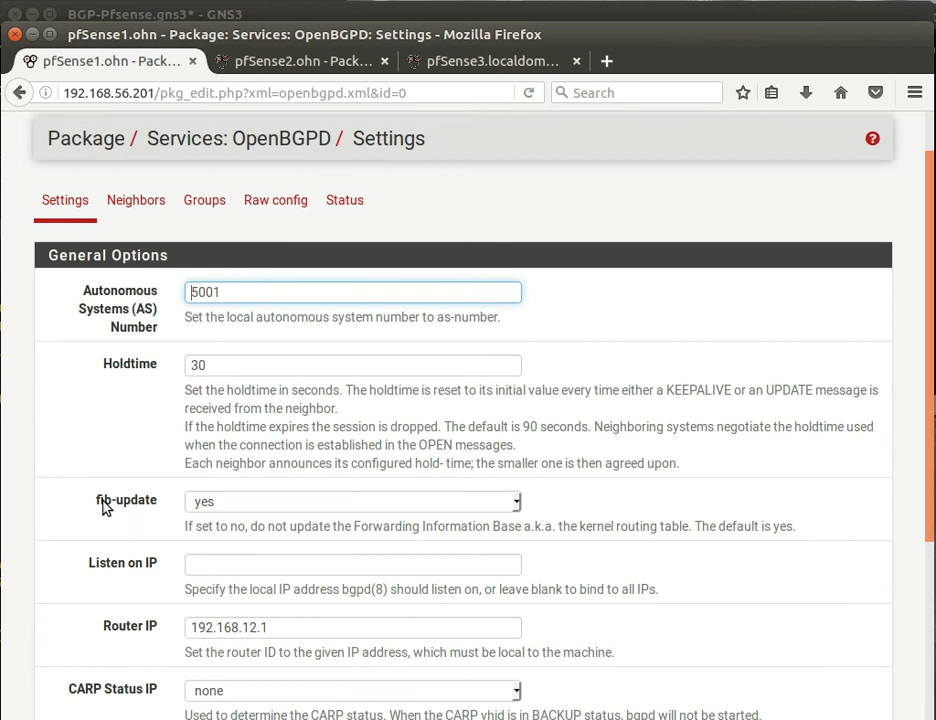 BGP-Pfsense.gns3* - GNS3
pfSense1.ohn - Package: Services: OpenBGPD: Settings - Mozilla Firefox
pfSense1.ohn - Pack... × pfSense2.ohn - Pack... × pfSense3.localdom... × +
192.168.56.201/pkg_edit.php?xml=openbgpd.xml&id=0 Search
Package / Services: OpenBGPD / Settings
Settings Neighbors Groups Raw config Status
General Options
Autonomous
Systems (AS)
Number
5001
Set the local autonomous system number to as-number.
Holdtime
30
Set the holdtime in seconds. The holdtime is reset to its initial value every time either a KEEPALIVE or an UPDATE message is
received from the neighbor.
If the holdtime expires the session is dropped. The default is 90 seconds. Neighboring systems negotiate the holdtime used
when the connection is established in the OPEN messages.
Each neighbor announces its configured hold- time; the smaller one is then agreed upon.
fib-update
yes
If set to no, do not update the Forwarding Information Base a.k.a. the kernel routing table. The default is yes.
Listen on IP
Specify the local IP address bgpd(8) should listen on, or leave blank to bind to all IPs.
Router IP
192.168.12.1
Set the router ID to the given IP address, which must be local to the machine.
CARP Status IP
none
Used to determine the CARP status. When the CARP vhid is in BACKUP status, bgpd will not be started.